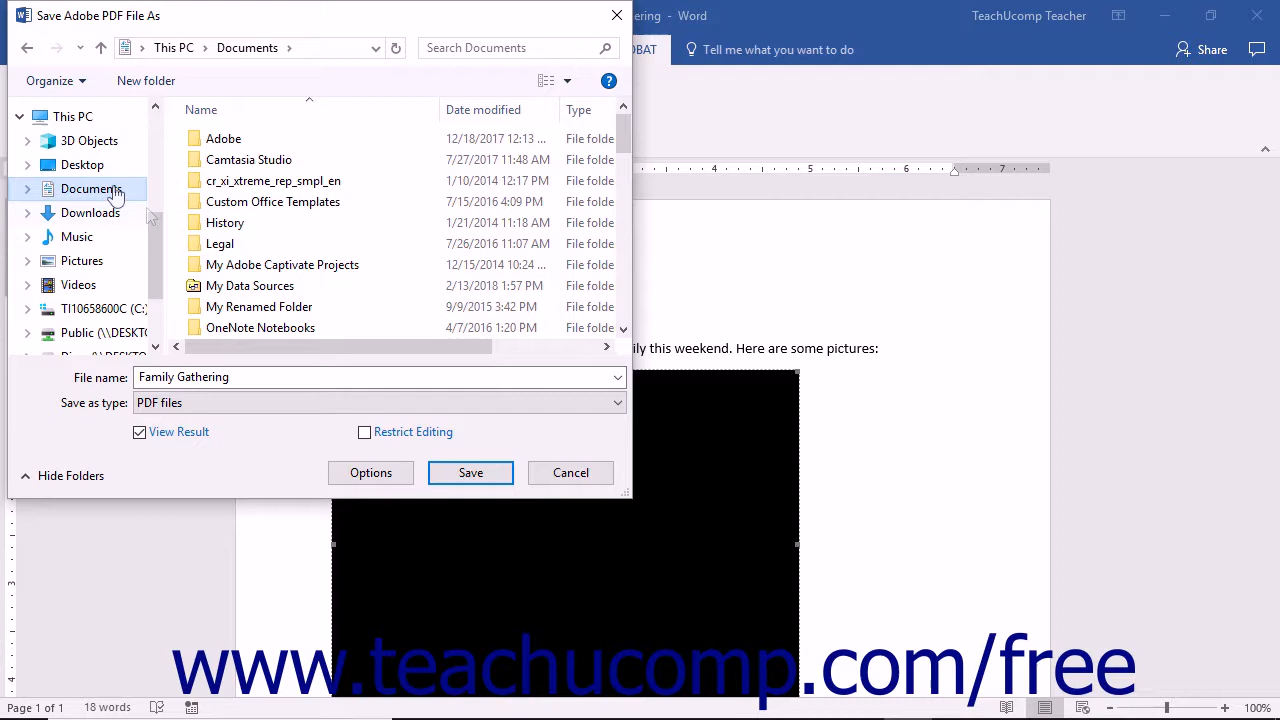 Save Adobe PDF File As
ering - Word
TeachUcomp Teacher
This PC
Documents
Search Documents
BAT
Tell me what you want to do
Share
Organize
New folder
This PC
3D Objects
Desktop
Documents
Downloads
Music
Pictures
Videos
TI10658600C (C:)
Public (\\DESKTO
Name Date modified Type
Adobe 12/18/2017 12:13 ... File folde
Camtasia Studio 7/27/2017 11:48 AM File folde
cr_xi_xtreme_rep_smpl_en 1/10/2014 12:17 PM File folde
Custom Office Templates 7/15/2016 4:09 PM File folde
History 1/21/2014 11:18 AM File folde
Legal 7/26/2016 11:07 AM File folde
My Adobe Captivate Projects 12/15/2014 10:24 ... File folde
My Data Sources 2/13/2018 1:57 PM File folde
My Renamed Folder 9/9/2015 3:42 PM File folde
OneNote Notebooks 4/7/2016 1:20 PM File folde
4 5 6 7
ily this weekend. Here are some pictures:
File name: Family Gathering
Save as type: PDF files
View Result
Restrict Editing
Hide Folders
Options
Save
Cancel
3
4
www.teachucomp.com/free
Page 1 of 1
18 words
100%